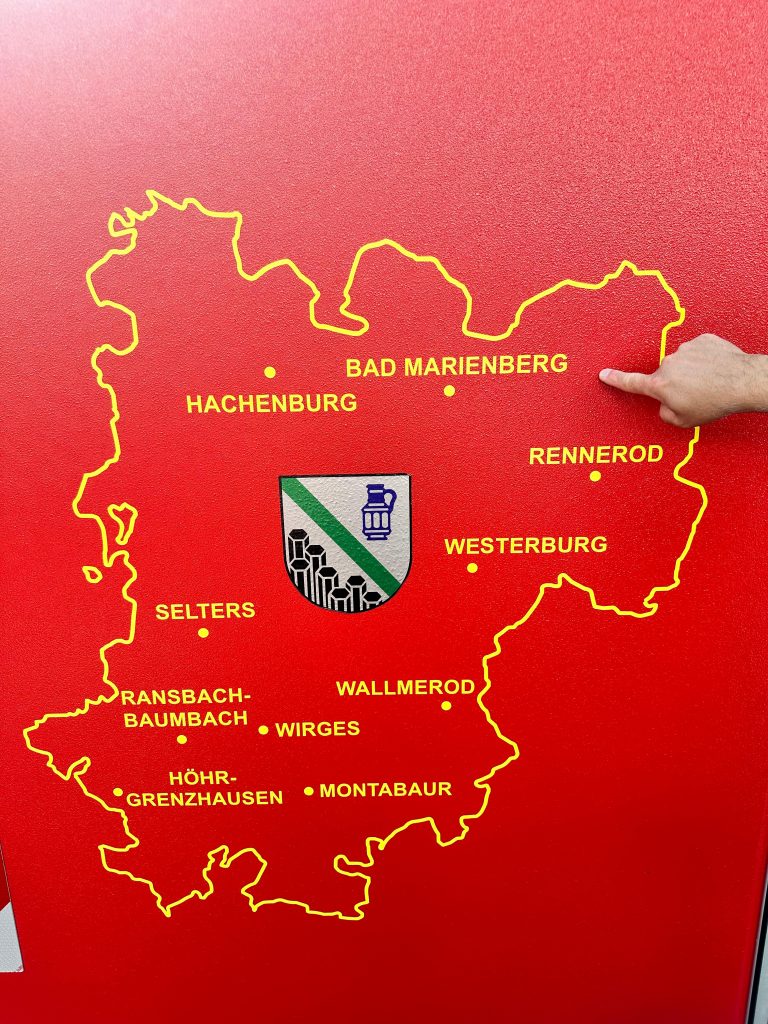 BAD MARIENBERG
HACHENBURG
RENNEROD
WESTERBURG
SELTERS
WALLMEROD
RANSBACH-
BAUMBACH
WIRGES
HÖHR-
GRENZHAUSEN
MONTABAUR